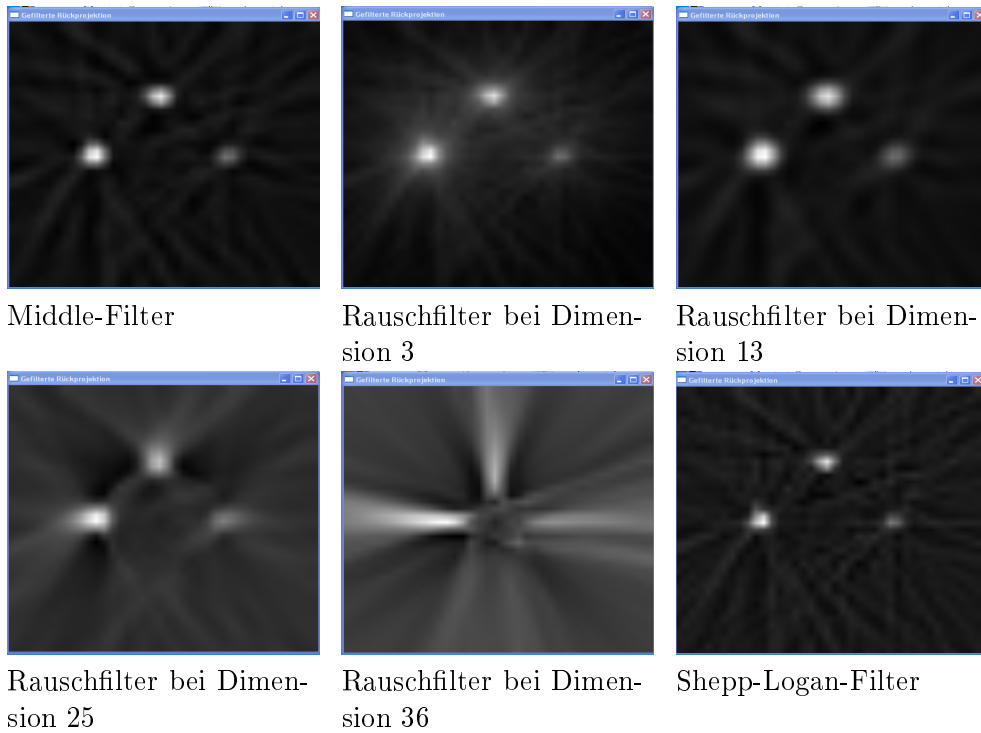 Gefilterte Rückprojektion
Gefilterte Rückprojektion
Gefilterte Rückprojektion
Middle-Filter
Rauschfilter bei Dimen-
sion 3
Rauschfilter bei Dimen-
sion 13
Gefilterte Rückprojektion
Gefilterte Rückprojektion
Gefilterte Rückprojektion
Rauschfilter bei Dimen-
sion 25
Rauschfilter bei Dimen-
sion 36
Shepp-Logan-Filter